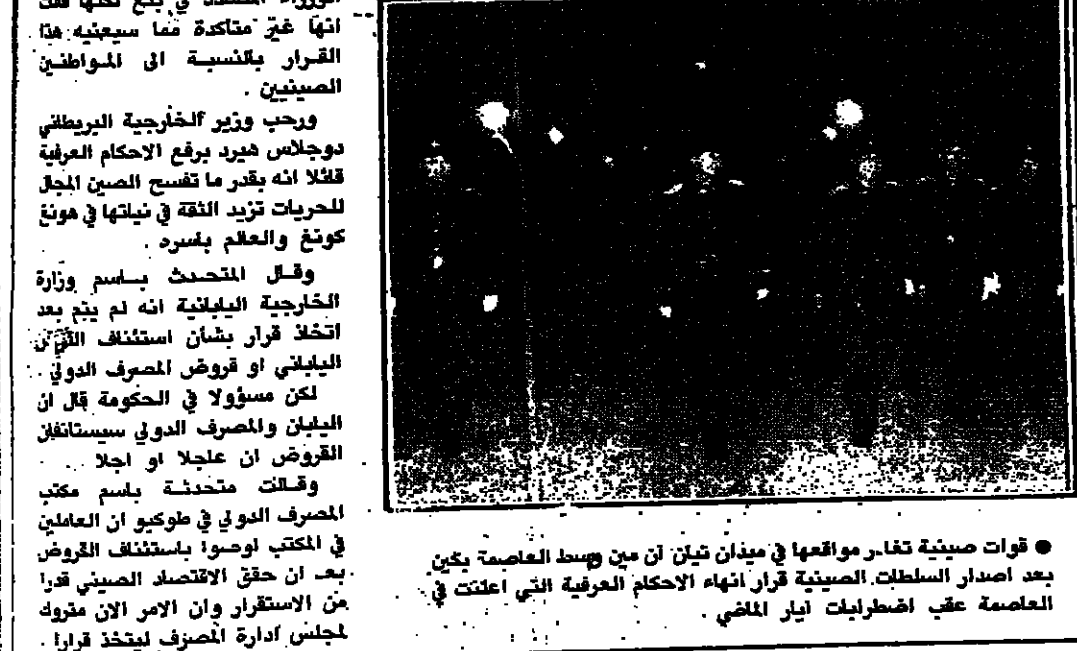 انها غير متأكدة مما سيعنيه هذا
القرار بالنسبة الى المواطنين
الصينيين .
ورحب وزير الخارجية البريطاني
دوجلاس هيرد برفع الاحكام العرفية
قائلا انه بقدر ما تفسح الصين المجال
للحريات تزيد الثقة في نياتها في هونغ
كونغ والعالم باسره .
وقال المتحدث باسم وزارة
الخارجية اليابانية انه لم يتم بعد
اتخاذ قرار بشأن استئناف
الياباني او قروض المصرف الدولي .
لكن مسؤولا في الحكومة قال ان
اليابان والمصرف الدولي سيستأنفان
القروض ان عاجلا او اجلا .
وقالت متحدثة باسم مكتب
المصرف الدولي في طوكيو ان العاملين
في المكتب اوصوا باستئناف القروض
بعد ان حقق الاقتصاد الصيني قدرا
من الاستقرار وان الامر الان متروك
لمجلس ادارة المصرف ليتخذ قرارا .
● قوات صينية تغادر مواقعها في ميدان تيان ان مين وسط العاصمة بكين
بعد اصدار السلطات الصينية قرار انهاء الاحكام العرفية التي اعلنت في
العاصمة عقب اضطرابات ايار الماضي .